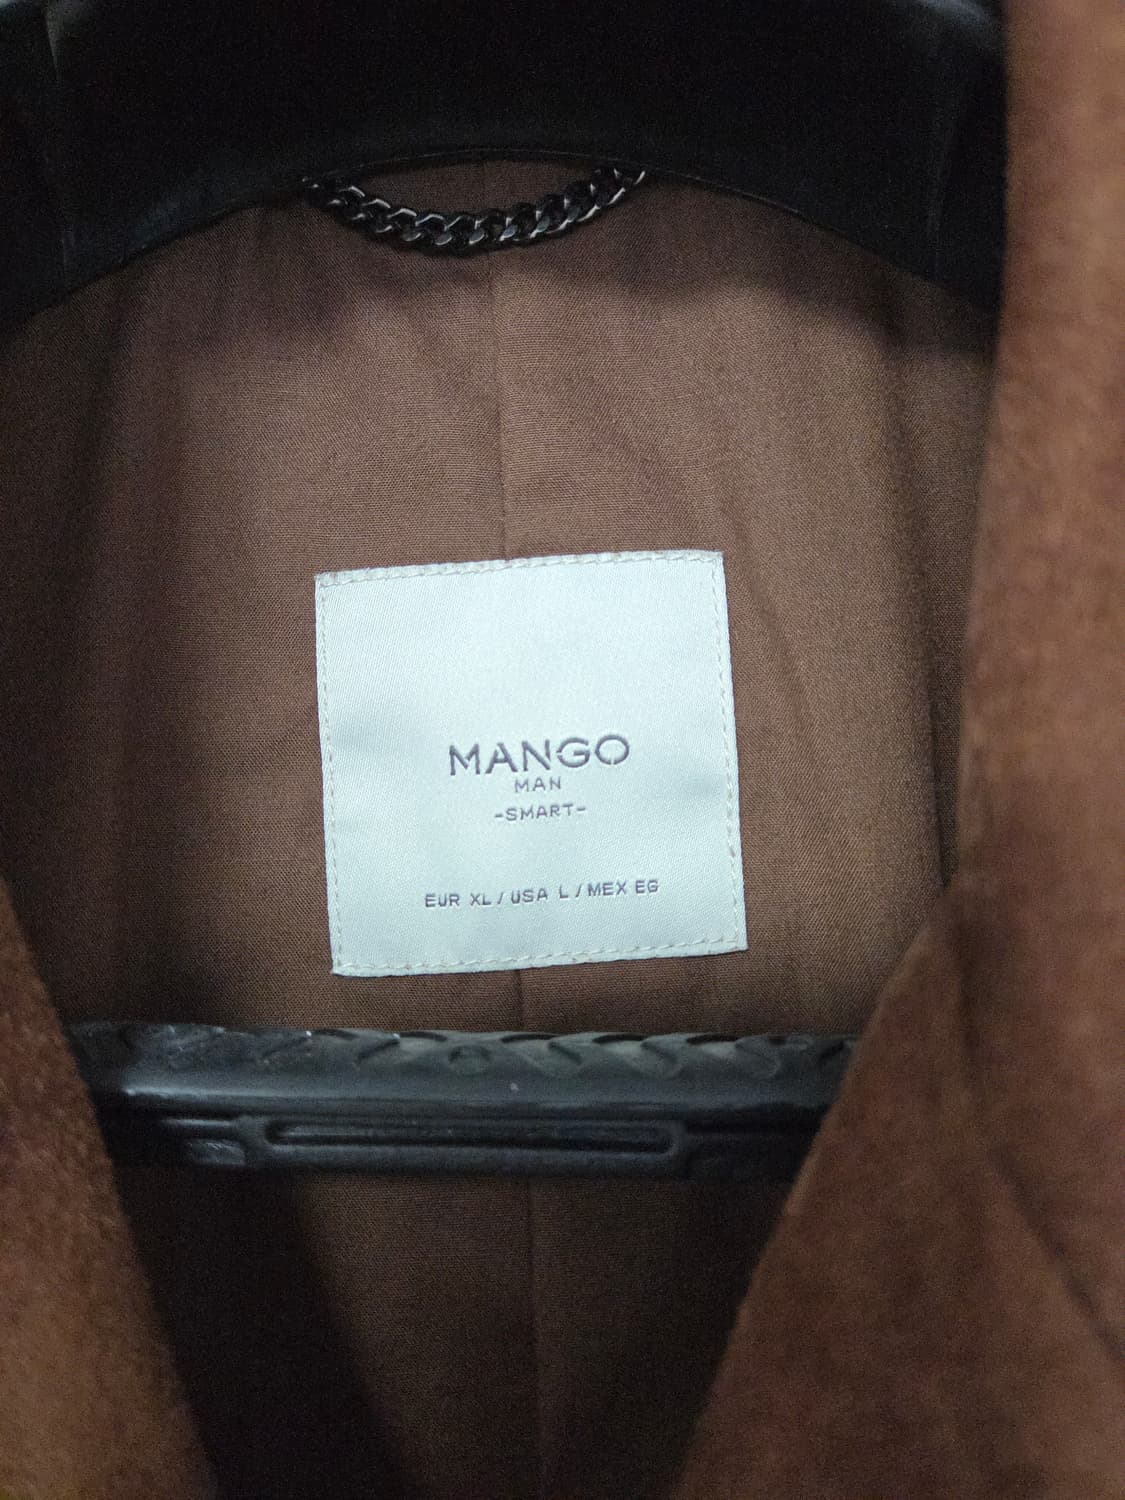 MANGO
MAN
-SMART-
EUR XL / USA L / MEX EG